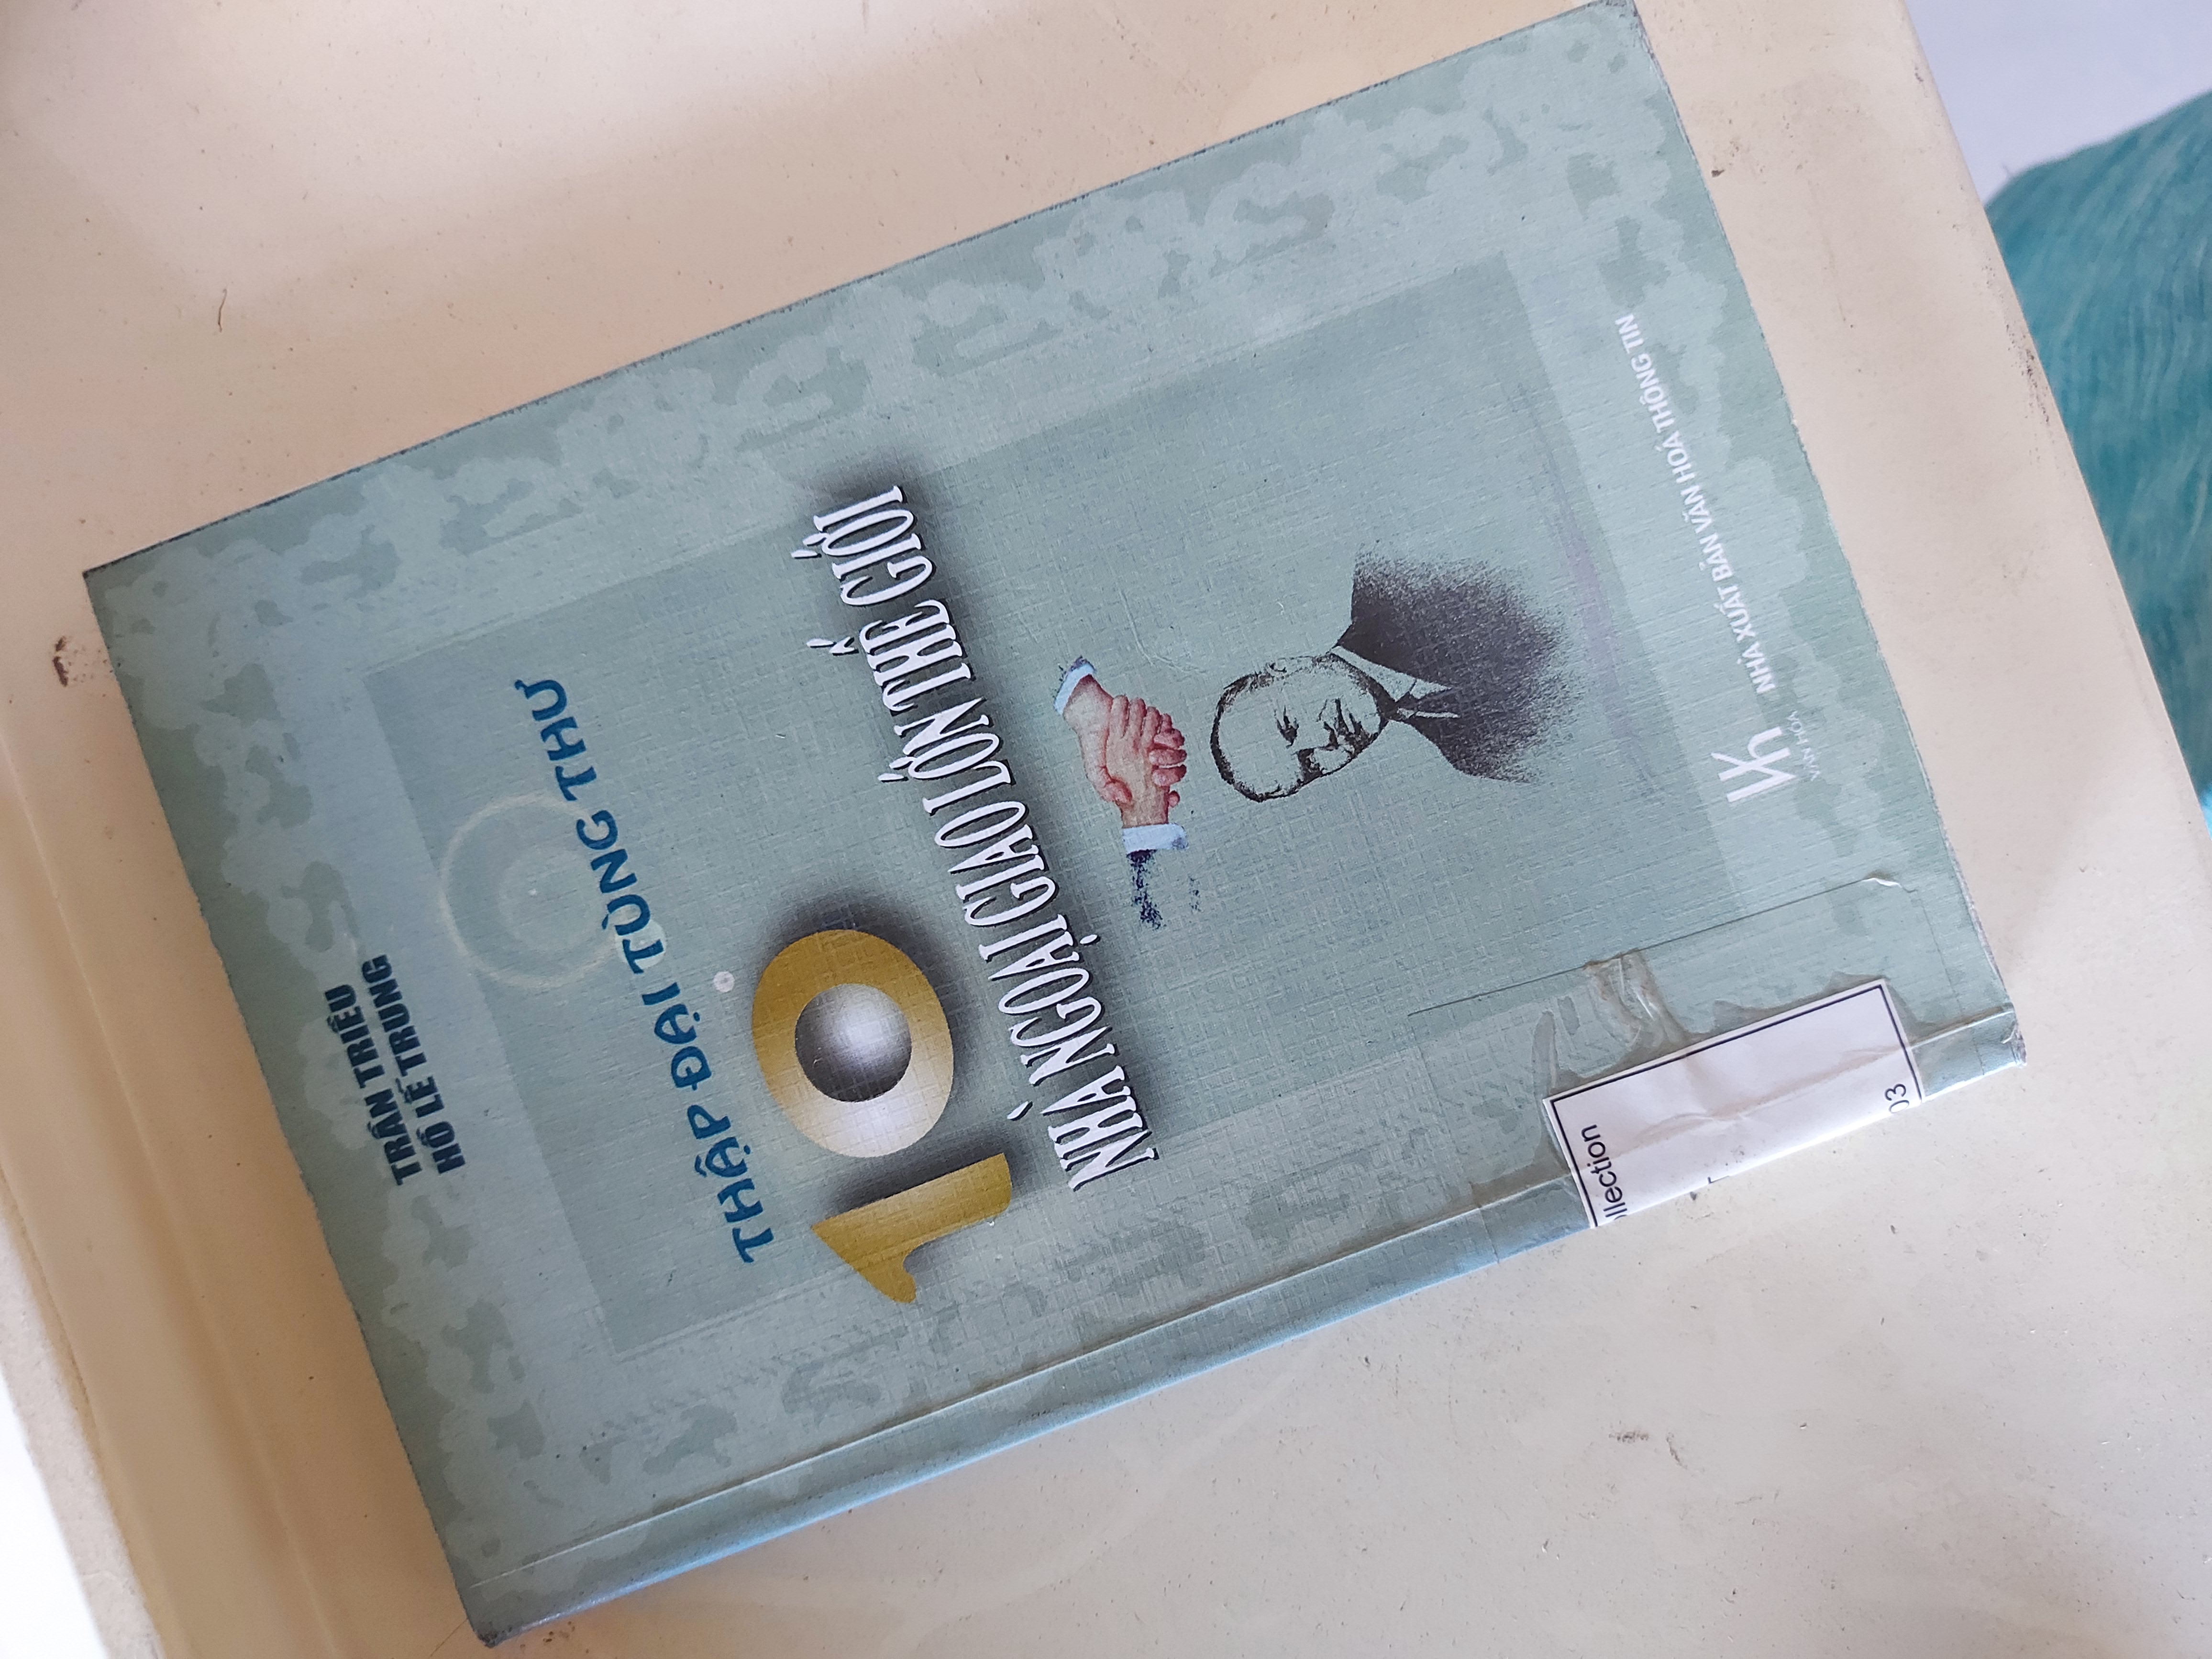 TRẦN TRIỀU
HỒ LỄ TRUNG
THẬP ĐẠI TÙNG THƯ
10
NHÀ NGOẠI GIAO LỚN THẾ GIỚI
VĂN HÓA
NHÀ XUẤT BẢN VĂN HOÁ THÔNG TIN
ollection
03